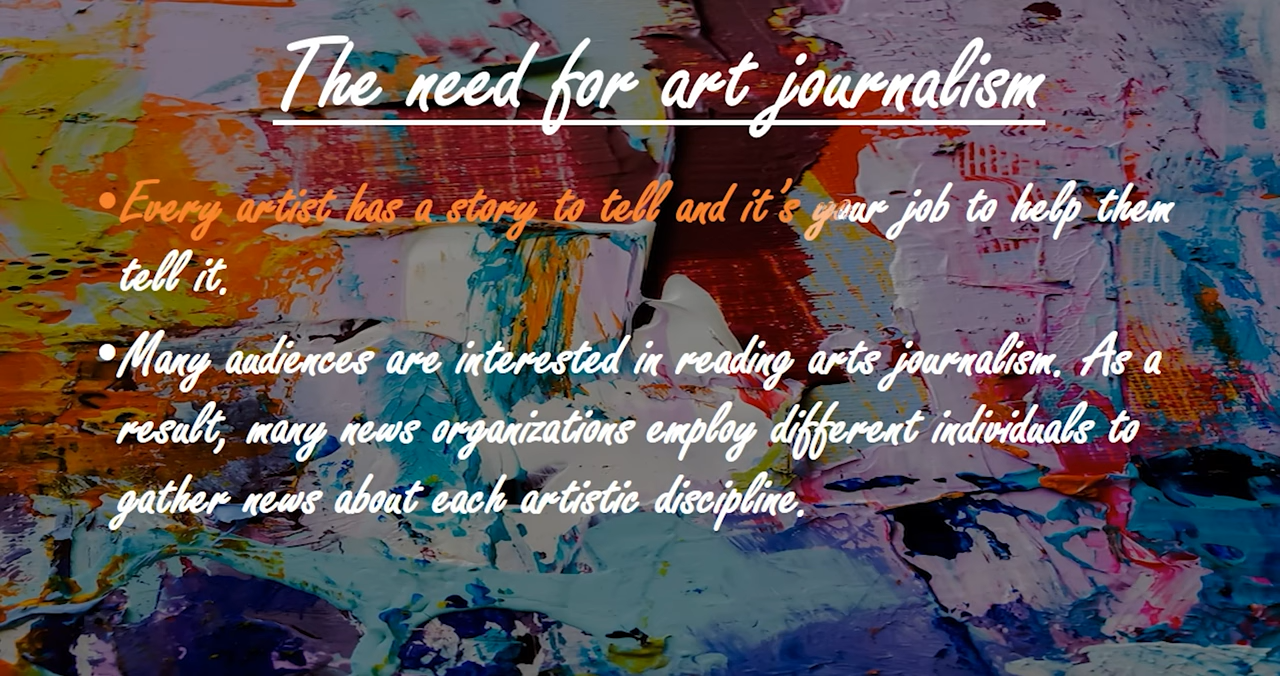 The need for art journalism
•Every artist has a story to tell and it's your job to help them
tell it.
•Many audiences are interested in reading arts journalism. As a
result, many news organizations employ different individuals to
gather news about each artistic discipline.